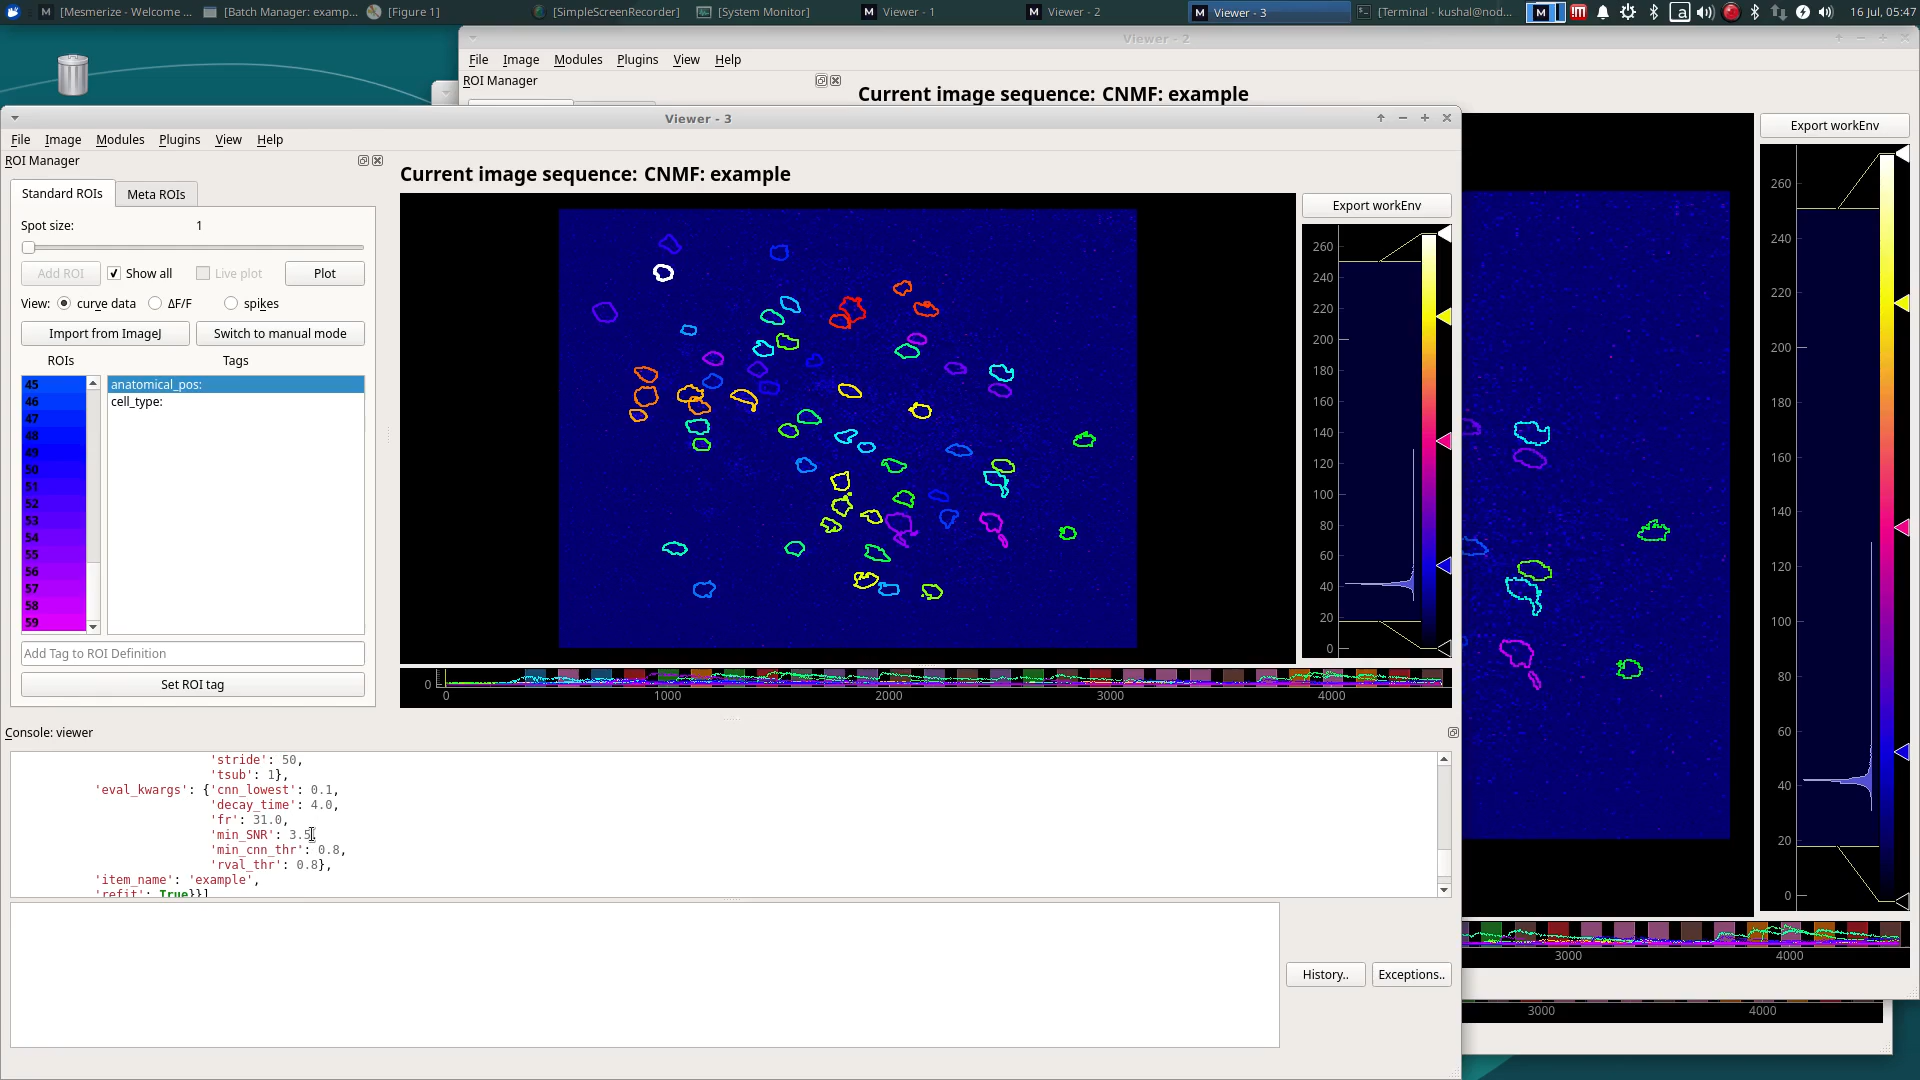 [Mesmerize - Welcome ...
[Batch Manager: examp...
[Figure 1]
[SimpleScreenRecorder]
[System Monitor]
Viewer - 1
Viewer - 2
Viewer - 3
[Terminal - kushal@nod...
16 Jul, 05:47
Viewer - 2
File Image Modules Plugins View Help
ROI Manager
Current image sequence: CNMF: example
Export workEnv
Viewer - 3
File Image Modules Plugins View Help
ROI Manager
Current image sequence: CNMF: example
Standard ROIs
Meta ROIs
Export workEnv
Spot size: 1
Add ROI
Show all
Live plot
Plot
View: curve data ΔF/F spikes
Import from ImageJ
Switch to manual mode
ROIs
Tags
45
46
47
48
49
50
51
52
53
54
55
56
57
58
59
anatomical_pos:
cell_type:
Add Tag to ROI Definition
Set ROI tag
260
240
220
200
180
160
140
120
100
80
60
40
20
0
0
0 1000 2000 3000 4000
260
240
220
200
180
160
140
120
100
80
60
40
20
0
3000 4000
3000 4000
Console: viewer
'stride': 50,
'tsub': 1},
'eval_kwargs': {'cnn_lowest': 0.1,
'decay_time': 4.0,
'fr': 31.0,
'min_SNR': 3.5,
'min_cnn_thr': 0.8,
'rval_thr': 0.8},
'item_name': 'example',
'refit': True}}]
History..
Exceptions..